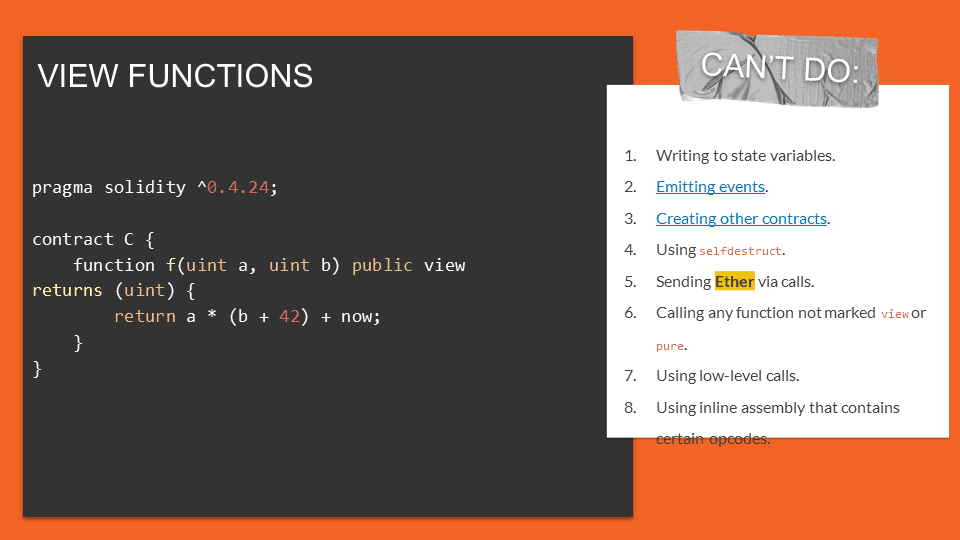 VIEW FUNCTIONS
pragma solidity ^0.4.24;
contract C {
function f(uint a, uint b) public view
returns (uint) {
return a * (b + 42) + now;
}
}
CAN'T DO:
1. Writing to state variables.
2. Emitting events.
3. Creating other contracts.
4. Using selfdestruct.
5. Sending Ether via calls.
6. Calling any function not marked view or
pure.
7. Using low-level calls.
8. Using inline assembly that contains
certain opcodes.